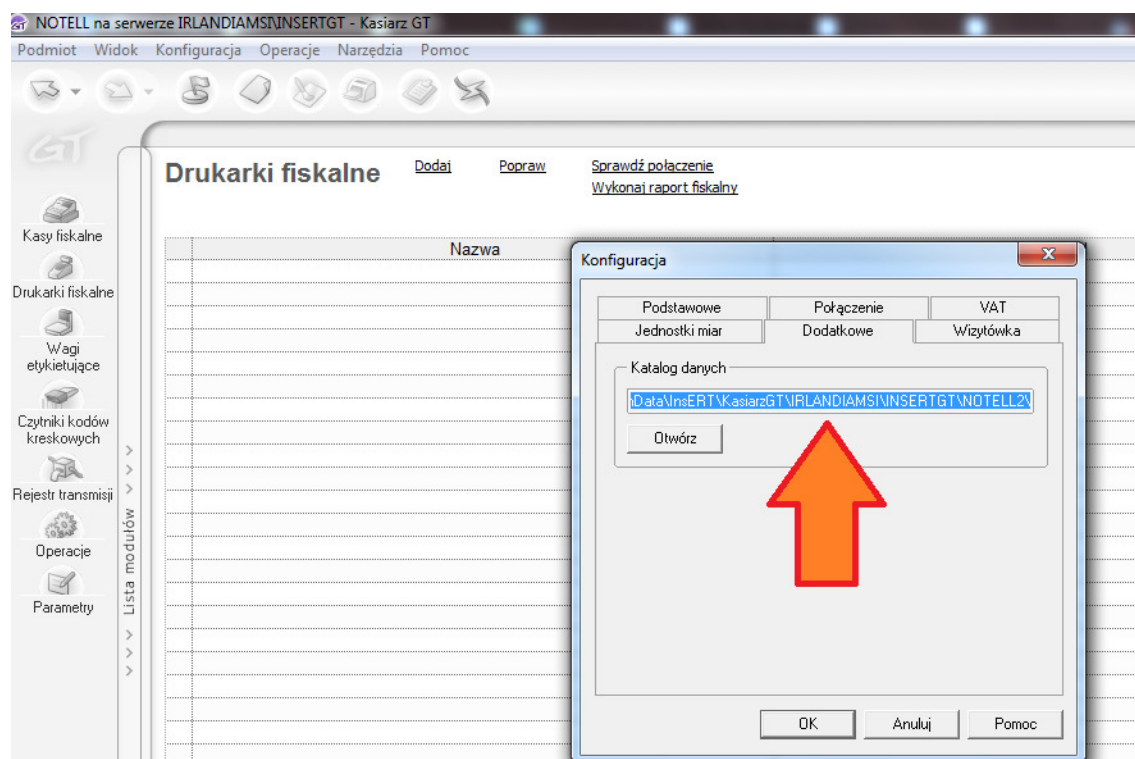 NOTELL na serwerze IRLANDIAMSI\INSERTGT - Kasiarz GT
Podmiot Widok Konfiguracja Operacje Narzędzia Pomoc
GT
Drukarki fiskalne Dodaj Popraw Sprawdź połączenie
Wykonaj raport fiskalny
Kasy fiskalne
Drukarki fiskalne
Wagi
etykietujące
Czytniki kodów
kreskowych
Rejestr transmisji
Operacje
Parametry
Lista modułów
Nazwa
Konfiguracja
Podstawowe Połączenie VAT
Jednostki miar Dodatkowe Wizytówka
Katalog danych
Data\InsERT\KasiarzGT\IRLANDIAMSI\INSERTGT\NOTELL2\
Otwórz
OK Anuluj Pomoc